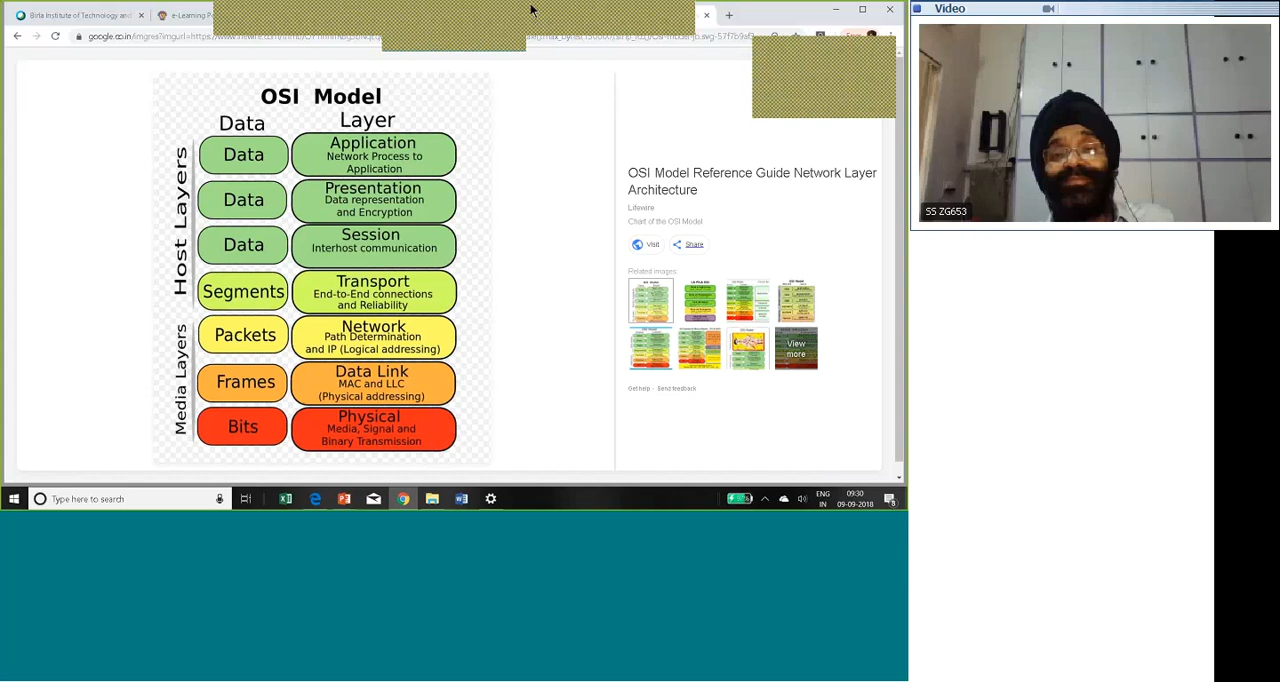 Birla Institute of Technology and
e-Learning P
Video
OSI Model
Data
Layer
Host Layers
Data
Application
Network Process to
Application
Data
Presentation
Data representation
and Encryption
Data
Session
Interhost communication
Segments
Transport
End-to-End connections
and Reliability
Media Layers
Packets
Network
Path Determination
and IP (Logical addressing)
Frames
Data Link
MAC and LLC
(Physical addressing)
Bits
Physical
Media, Signal and
Binary Transmission
OSI Model Reference Guide Network Layer
Architecture
Lifewire
Chart of the OSI Model
Visit
Share
Related images:
View
more
Get help - Send feedback
SS ZG653
Type here to search
ENG
IN
09:30
09-09-2018